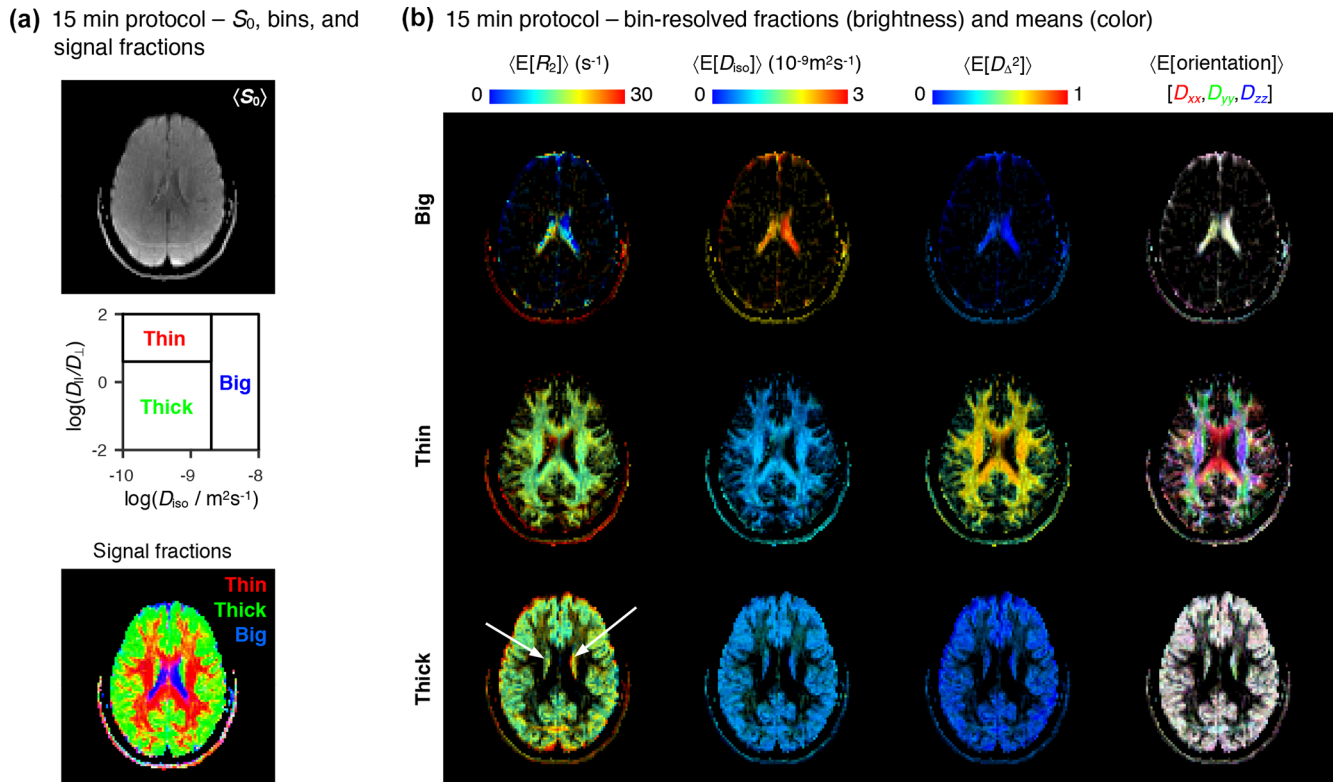 (a) 15 min protocol – S₀, bins, and
signal fractions
⟨S₀⟩
2
0
-2
log(D||/D⊥)
Thin
Thick
Big
-10
-9
-8
log(Diso / m²s⁻¹)
Signal fractions
Thin
Thick
Big
(b) 15 min protocol – bin-resolved fractions (brightness) and means (color)
⟨E[R₂]⟩ (s⁻¹)
0 30
⟨E[Diso]⟩ (10⁻⁹m²s⁻¹)
0 3
⟨E[DΔ²]⟩
0 1
⟨E[orientation]⟩
[Dxx,Dyy,Dzz]
Big
Thin
Thick